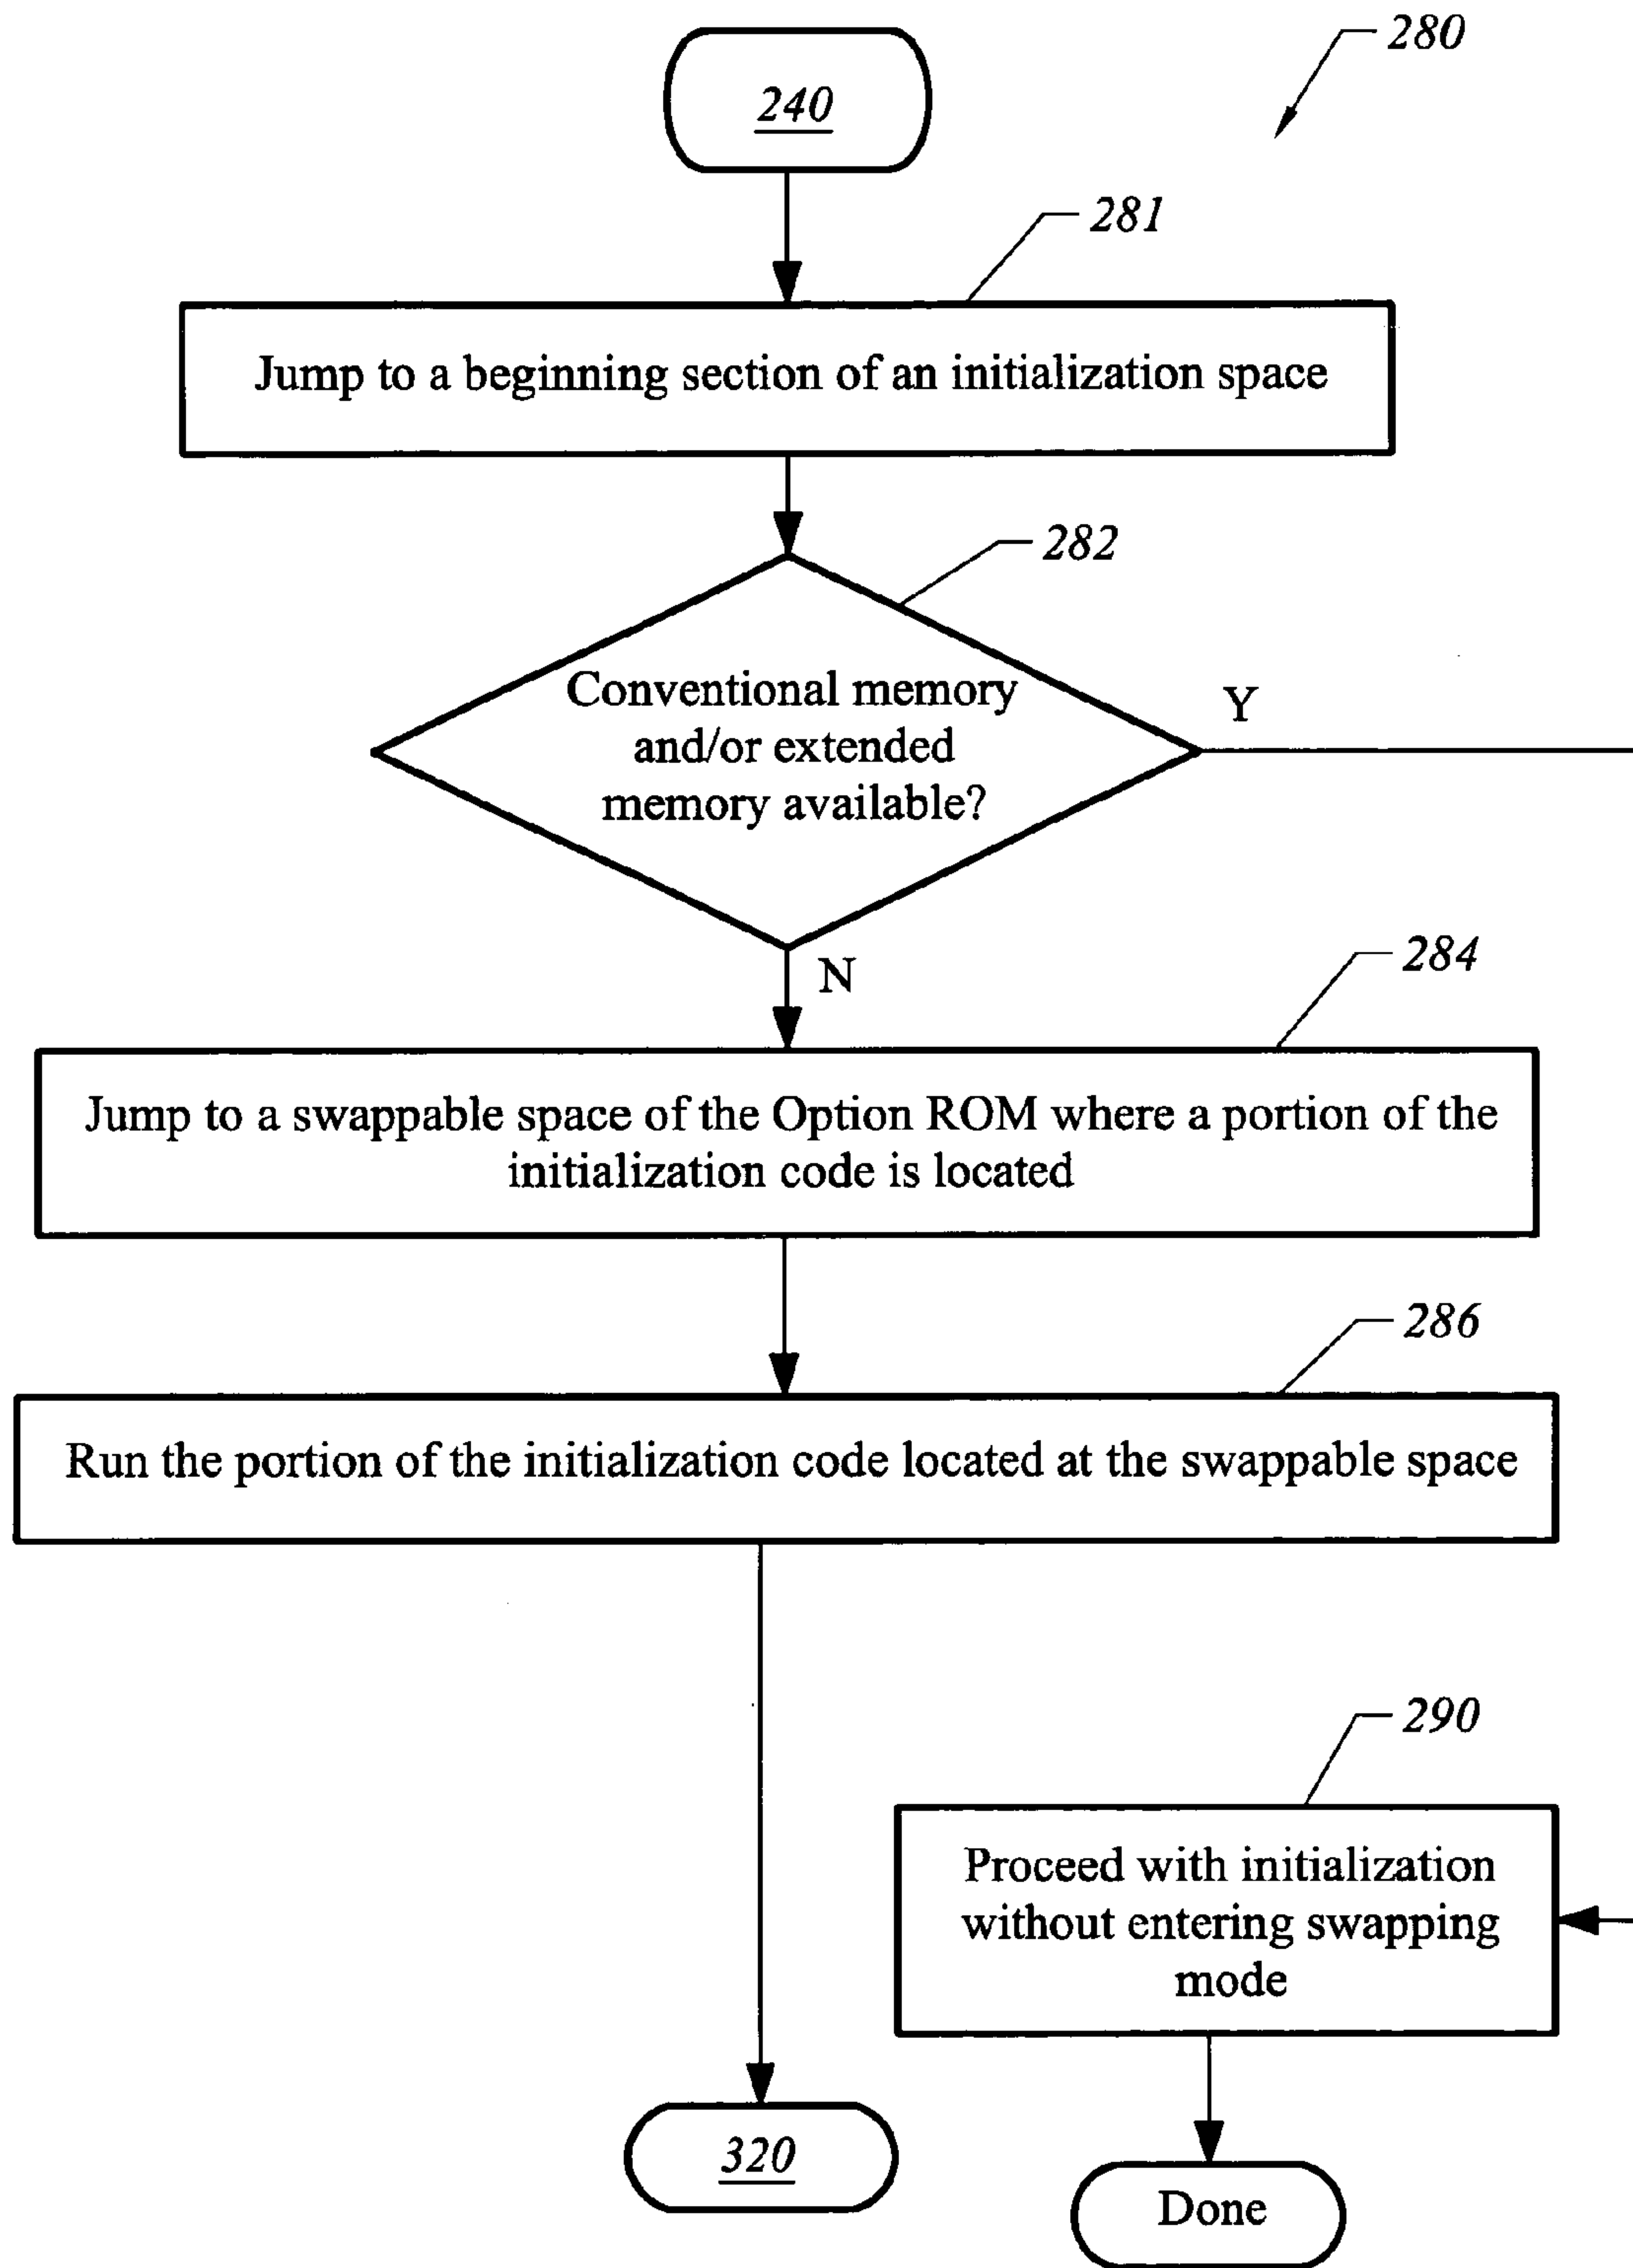 280
240
281
Jump to a beginning section of an initialization space
282
Conventional memory
and/or extended
memory available?
Y
N
284
Jump to a swappable space of the Option ROM where a portion of the
initialization code is located
286
Run the portion of the initialization code located at the swappable space
290
Proceed with initialization
without entering swapping
mode
320
Done